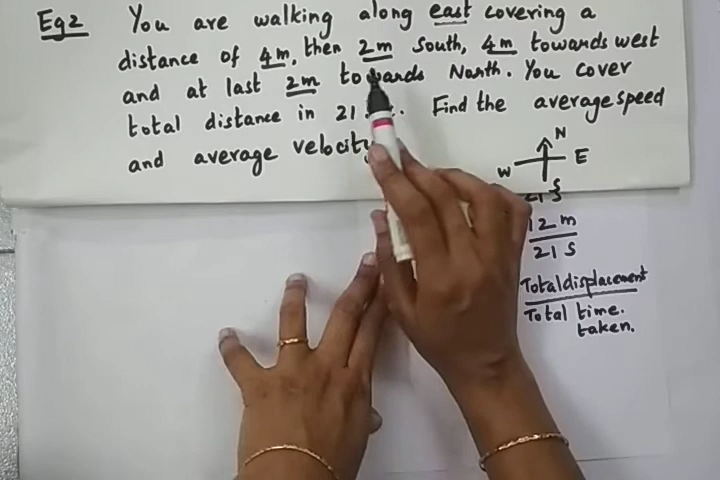 Eg 2 You are walking along east covering a
distance of 4m, then 2m South, 4m towards west
and at last 2m towards North. You cover
total distance in 21 Find the average speed
and average velocity
N
W E
S
21 S
12 m
21 S
Total displacement
Total time
taken.